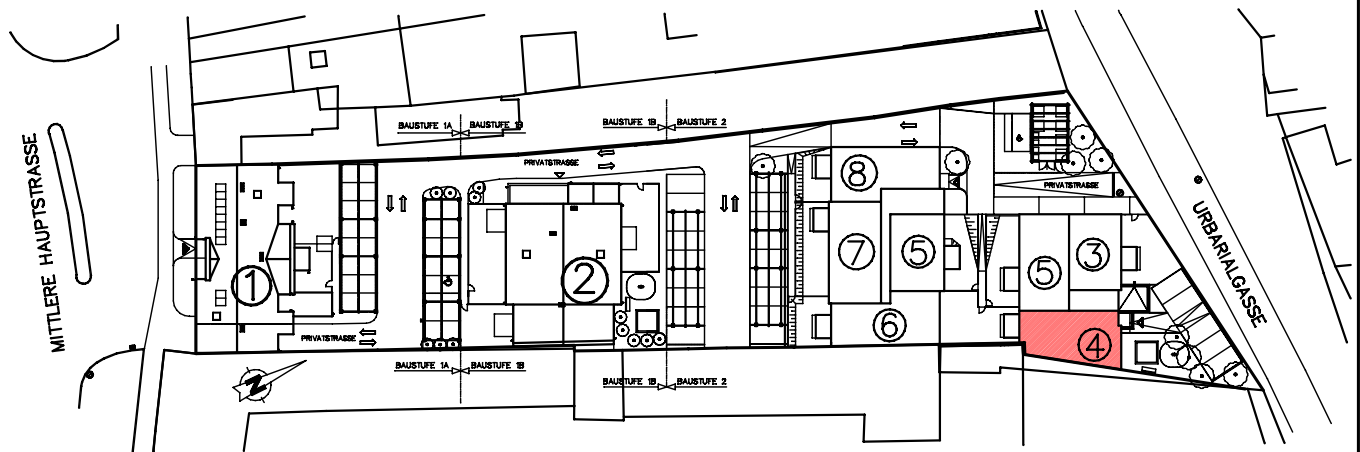 MITTLERE HAUPTSTRASSE
BAUSTUFE 1A BAUSTUFE 1B
BAUSTUFE 1B BAUSTUFE 2
PRIVATSTRASSE
8
PRIVATSTRASSE
URBARIALGASSE
7
5
3
5
1
2
6
4
PRIVATSTRASSE
BAUSTUFE 1A BAUSTUFE 1B
BAUSTUFE 1B BAUSTUFE 2
N